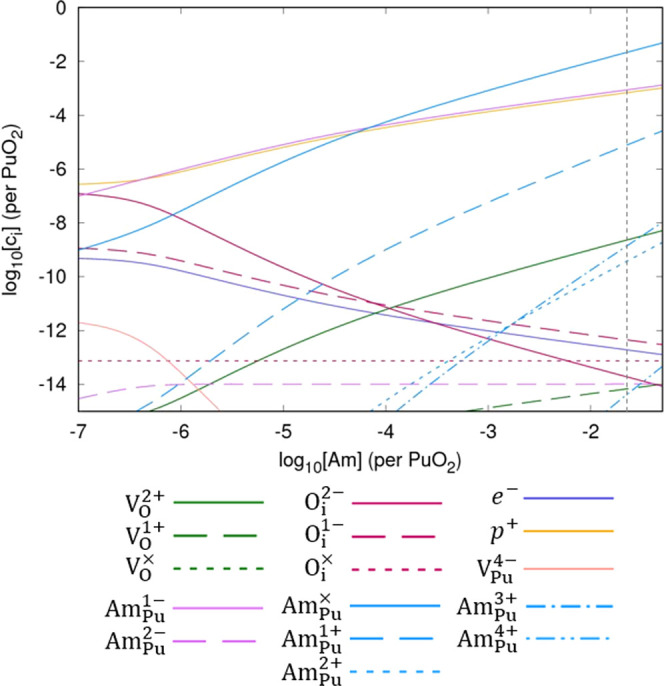 0
-2
-4
-6
-8
-10
-12
-14
log₁₀[cᵢ] (per PuO₂)
-7 -6 -5 -4 -3 -2
log₁₀[Am] (per PuO₂)
V_O^{2+} O_i^{2−} e^−
V_O^{1+} O_i^{1−} p^+
V_O^× O_i^× V_Pu^{4−}
Am_Pu^{1−} Am_Pu^× Am_Pu^{3+}
Am_Pu^{2−} Am_Pu^{1+} Am_Pu^{4+}
Am_Pu^{2+}